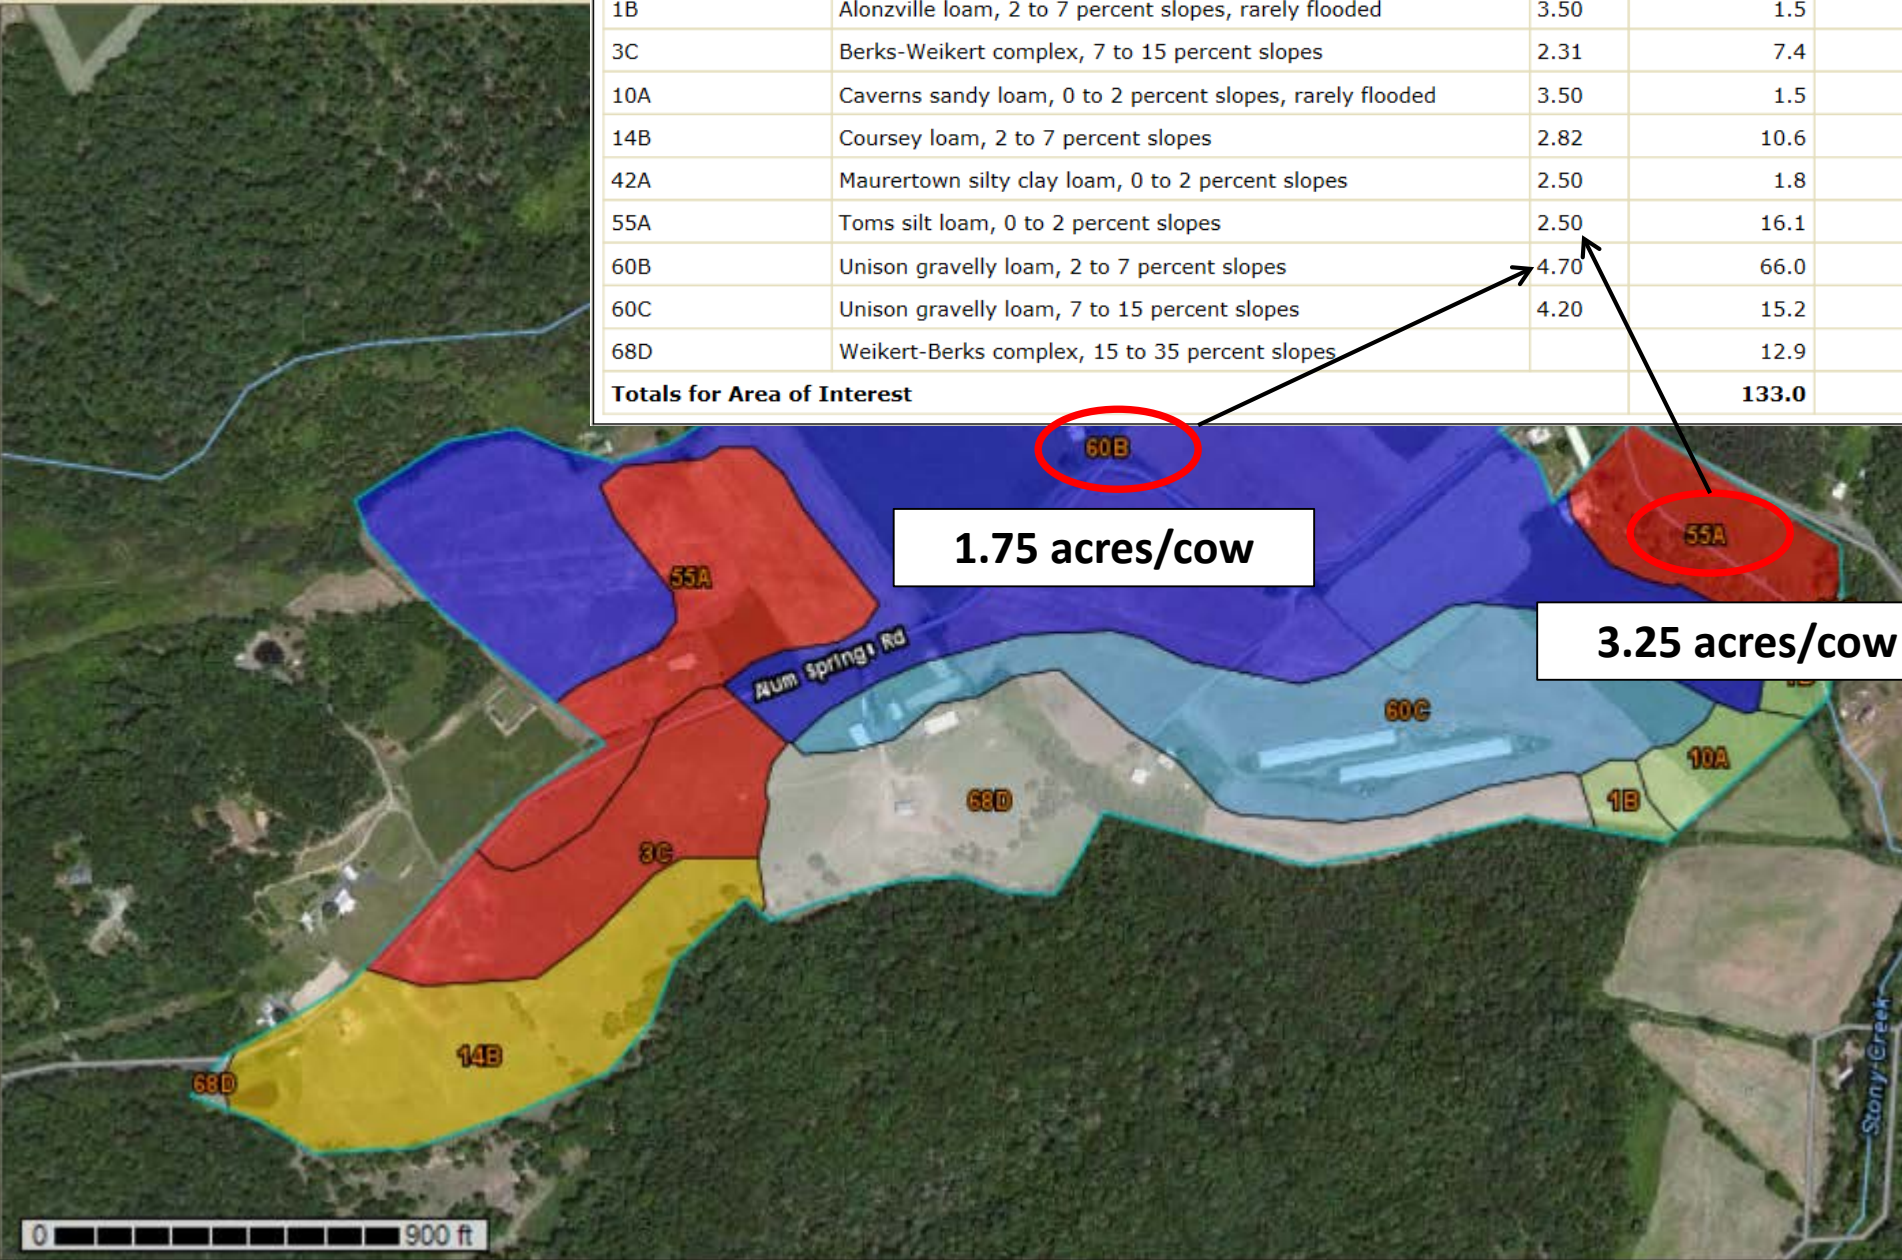 1B Alonzville loam, 2 to 7 percent slopes, rarely flooded 3.50 1.5
3C Berks-Weikert complex, 7 to 15 percent slopes 2.31 7.4
10A Caverns sandy loam, 0 to 2 percent slopes, rarely flooded 3.50 1.5
14B Coursey loam, 2 to 7 percent slopes 2.82 10.6
42A Maurertown silty clay loam, 0 to 2 percent slopes 2.50 1.8
55A Toms silt loam, 0 to 2 percent slopes 2.50 16.1
60B Unison gravelly loam, 2 to 7 percent slopes 4.70 66.0
60C Unison gravelly loam, 7 to 15 percent slopes 4.20 15.2
68D Weikert-Berks complex, 15 to 35 percent slopes 12.9
Totals for Area of Interest 133.0
60B
55A
1.75 acres/cow
55A
Alum Springs Rd
3.25 acres/cow
60C
10A
68D
1B
3C
14B
68D
Stony Creek
0 900 ft